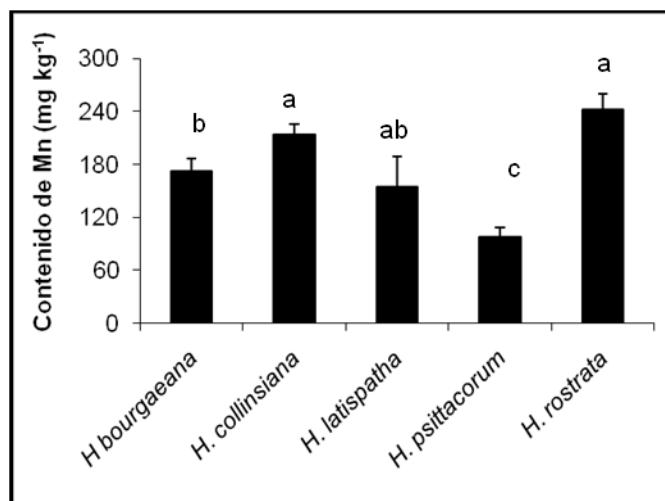 Contenido de Mn (mg kg⁻¹)
300
240
180
120
60
0
b
a
ab
c
a
H bourgaeana
H. collinsiana
H. latispatha
H. psittacorum
H. rostrata